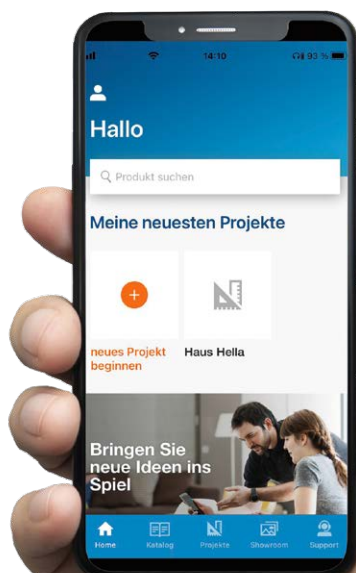 14:10
93 %
Hallo
Produkt suchen
Meine neuesten Projekte
neues Projekt
beginnen
Haus Hella
Bringen Sie
neue Ideen ins
Spiel
Home Katalog Projekte Showroom Support